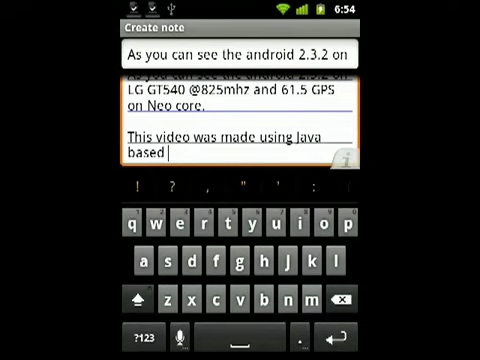 6:54
Create note
As you can see the android 2.3.2 on
LG GT540 @825mhz and 61.5 GPS
on Neo core.
This video was made using Java
based
! ? , " ' :
q w e r t y u i o p
a s d f g h j k l
z x c v b n m
?123 .